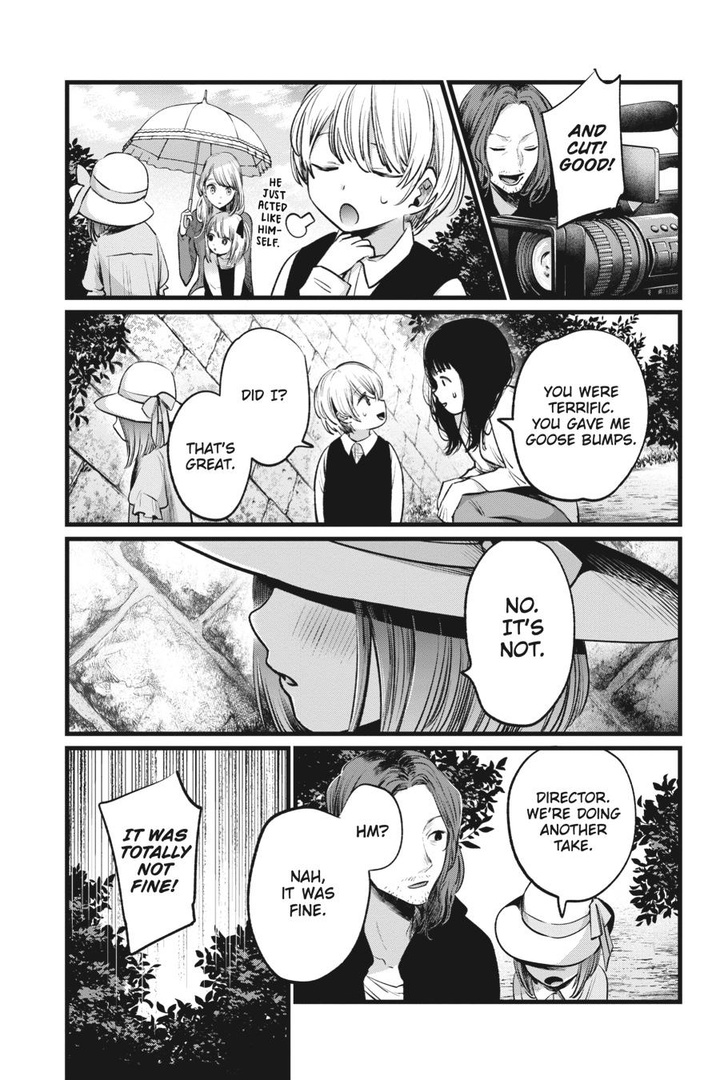 AND
CUT!
GOOD!
HE
JUST
ACTED
LIKE
HIM-
SELF.
YOU WERE
TERRIFIC.
YOU GAVE ME
GOOSE BUMPS.
DID I?
THAT'S
GREAT.
NO.
IT'S
NOT.
DIRECTOR.
WE'RE DOING
ANOTHER
TAKE.
HM?
NAH,
IT WAS
FINE.
IT WAS
TOTALLY
NOT
FINE!